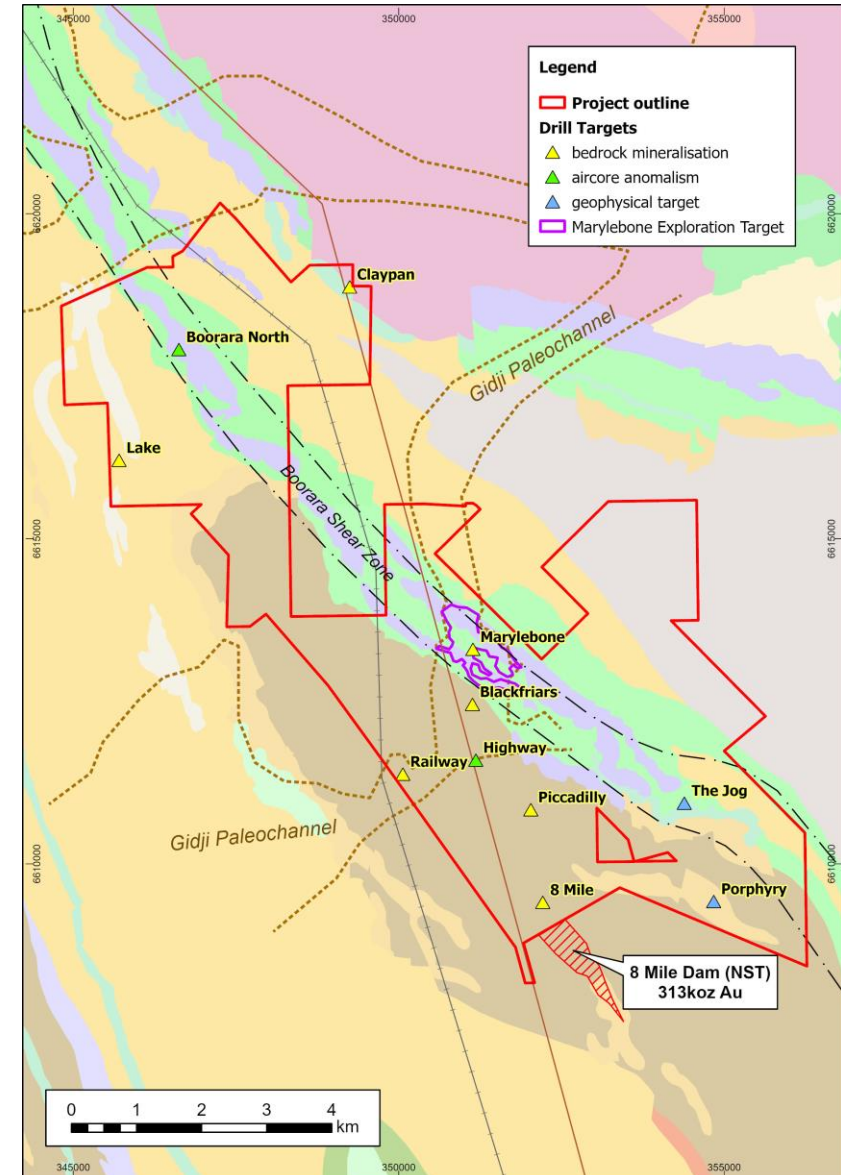 345000
350000
355000
Legend
Project outline
Drill Targets
bedrock mineralisation
aircore anomalism
geophysical target
Marylebone Exploration Target
6620000
6620000
Claypan
Boorara North
Gidji Paleochannel
Lake
Boorara Shear Zone
6615000
6615000
Marylebone
Blackfriars
Highway
Railway
The Jog
Piccadilly
Gidji Paleochannel
6610000
6610000
8 Mile
Porphyry
8 Mile Dam (NST)
313koz Au
0 1 2 3 4
km
345000
350000
355000